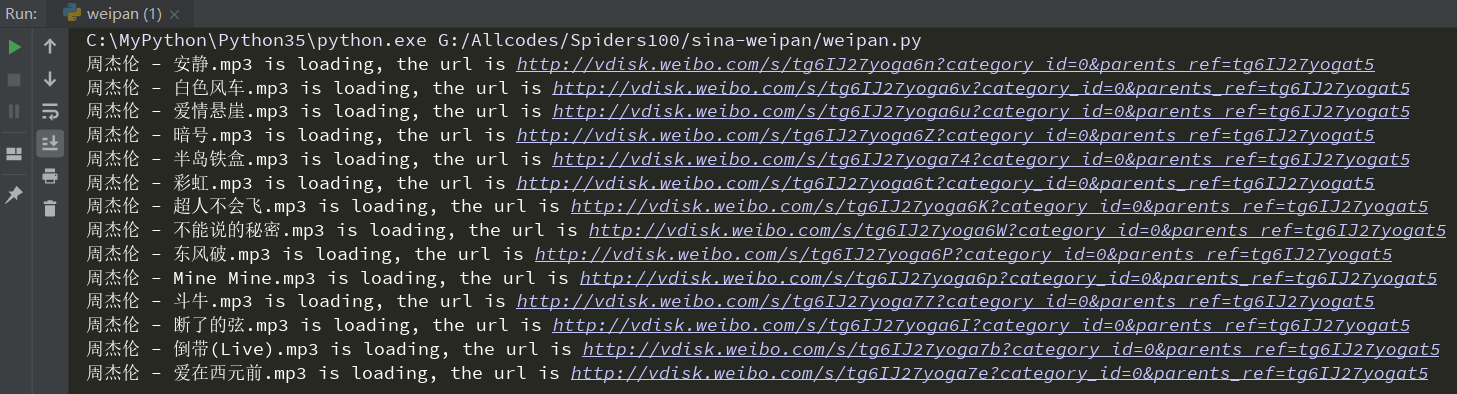 Run: weipan (1)
C:\MyPython\Python35\python.exe G:/Allcodes/Spiders100/sina-weipan/weipan.py
周杰伦 - 安静.mp3 is loading, the url is http://vdisk.weibo.com/s/tg6IJ27yoga6n?category_id=0&parents_ref=tg6IJ27yogat5
周杰伦 - 白色风车.mp3 is loading, the url is http://vdisk.weibo.com/s/tg6IJ27yoga6v?category_id=0&parents_ref=tg6IJ27yogat5
周杰伦 - 爱情悬崖.mp3 is loading, the url is http://vdisk.weibo.com/s/tg6IJ27yoga6u?category_id=0&parents_ref=tg6IJ27yogat5
周杰伦 - 暗号.mp3 is loading, the url is http://vdisk.weibo.com/s/tg6IJ27yoga6Z?category_id=0&parents_ref=tg6IJ27yogat5
周杰伦 - 半岛铁盒.mp3 is loading, the url is http://vdisk.weibo.com/s/tg6IJ27yoga74?category_id=0&parents_ref=tg6IJ27yogat5
周杰伦 - 彩虹.mp3 is loading, the url is http://vdisk.weibo.com/s/tg6IJ27yoga6t?category_id=0&parents_ref=tg6IJ27yogat5
周杰伦 - 超人不会飞.mp3 is loading, the url is http://vdisk.weibo.com/s/tg6IJ27yoga6K?category_id=0&parents_ref=tg6IJ27yogat5
周杰伦 - 不能说的秘密.mp3 is loading, the url is http://vdisk.weibo.com/s/tg6IJ27yoga6W?category_id=0&parents_ref=tg6IJ27yogat5
周杰伦 - 东风破.mp3 is loading, the url is http://vdisk.weibo.com/s/tg6IJ27yoga6P?category_id=0&parents_ref=tg6IJ27yogat5
周杰伦 - Mine Mine.mp3 is loading, the url is http://vdisk.weibo.com/s/tg6IJ27yoga6p?category_id=0&parents_ref=tg6IJ27yogat5
周杰伦 - 斗牛.mp3 is loading, the url is http://vdisk.weibo.com/s/tg6IJ27yoga77?category_id=0&parents_ref=tg6IJ27yogat5
周杰伦 - 断了的弦.mp3 is loading, the url is http://vdisk.weibo.com/s/tg6IJ27yoga6I?category_id=0&parents_ref=tg6IJ27yogat5
周杰伦 - 倒带(Live).mp3 is loading, the url is http://vdisk.weibo.com/s/tg6IJ27yoga7b?category_id=0&parents_ref=tg6IJ27yogat5
周杰伦 - 爱在西元前.mp3 is loading, the url is http://vdisk.weibo.com/s/tg6IJ27yoga7e?category_id=0&parents_ref=tg6IJ27yogat5